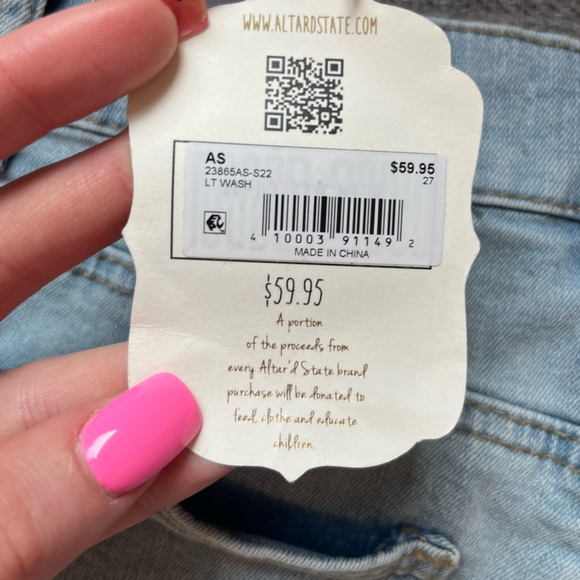 WWW.ALTARDSTATE.COM
AS
23865AS-S22
LT WASH
$59.95
27
4 10003 91149 2
MADE IN CHINA
$59.95
A portion
of the proceeds from
every Altar'd State brand
purchase will be donated to
feed, clothe and educate
children.